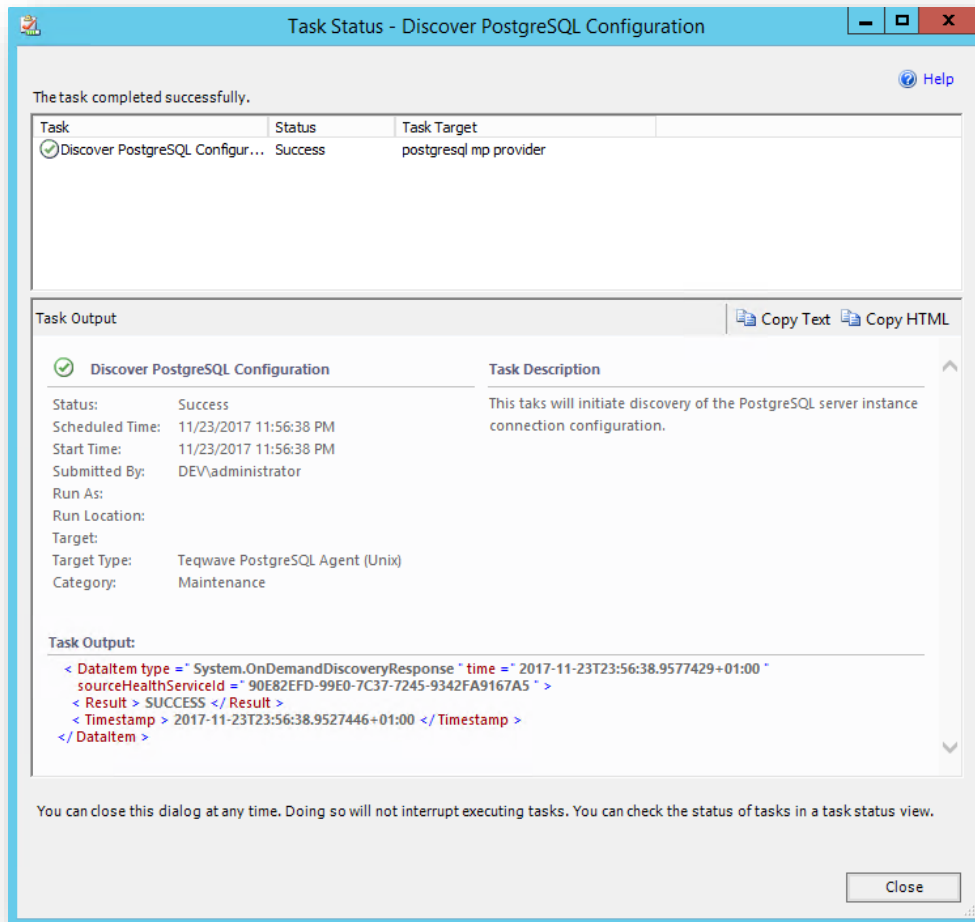 Task Status - Discover PostgreSQL Configuration
Help
The task completed successfully.
Task Status Task Target
Discover PostgreSQL Configur... Success postgresql mp provider
Task Output Copy Text Copy HTML
Discover PostgreSQL Configuration
Status: Success
Scheduled Time: 11/23/2017 11:56:38 PM
Start Time: 11/23/2017 11:56:38 PM
Submitted By: DEV\administrator
Run As:
Run Location:
Target:
Target Type: Teqwave PostgreSQL Agent (Unix)
Category: Maintenance
Task Description
This taks will initiate discovery of the PostgreSQL server instance
connection configuration.
Task Output:
< DataItem type =" System.OnDemandDiscoveryResponse " time =" 2017-11-23T23:56:38.9577429+01:00 "
sourceHealthServiceId =" 90E82EFD-99E0-7C37-7245-9342FA9167A5 " >
< Result > SUCCESS </ Result >
< Timestamp > 2017-11-23T23:56:38.9527446+01:00 </ Timestamp >
</ DataItem >
You can close this dialog at any time. Doing so will not interrupt executing tasks. You can check the status of tasks in a task status view.
Close